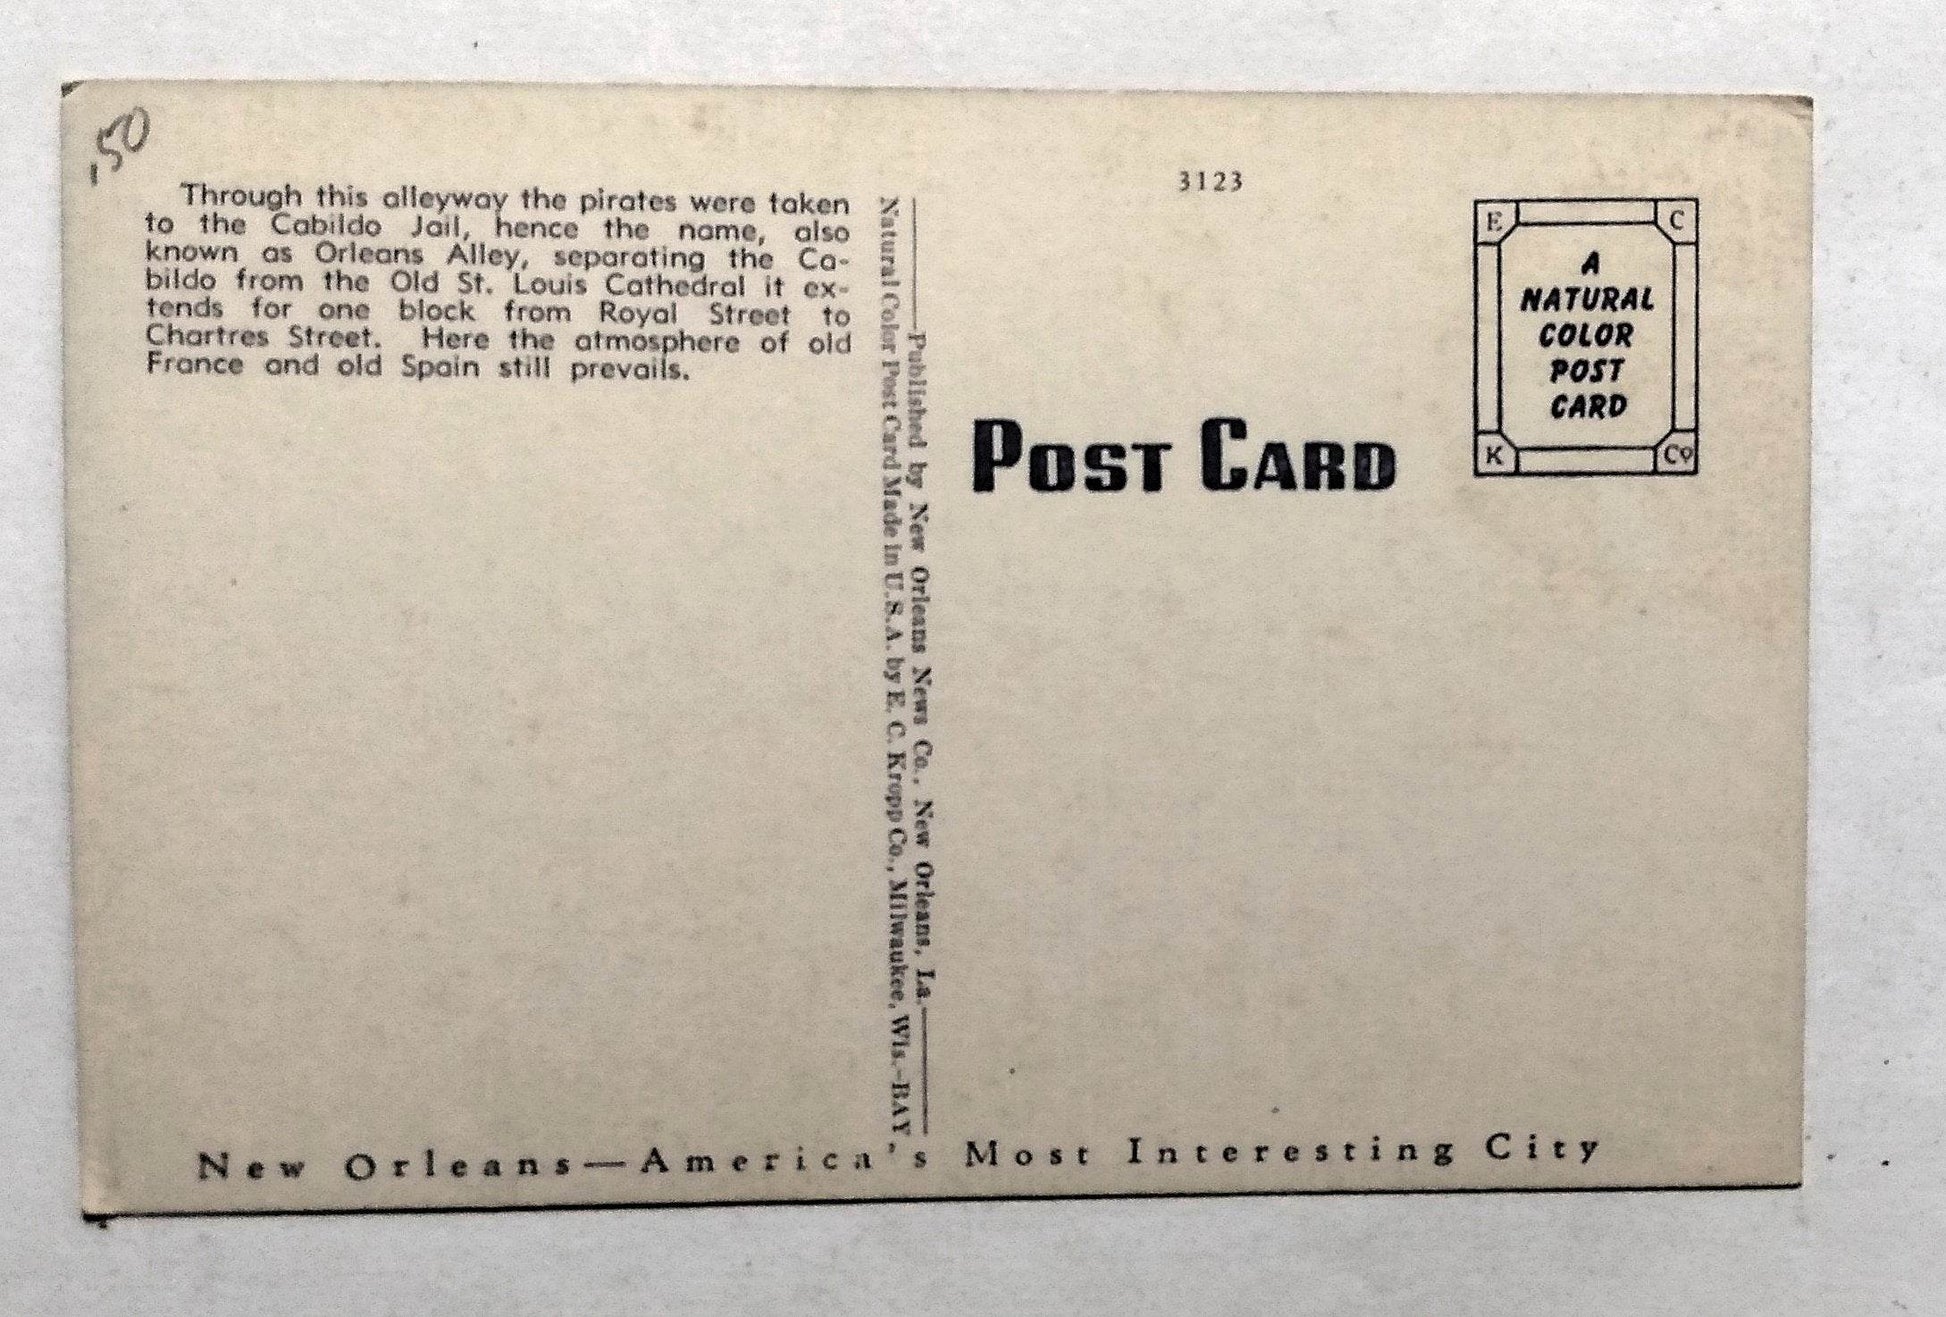 .50
Through this alleyway the pirates were taken
to the Cabildo Jail, hence the name, also
known as Orleans Alley, separating the Ca-
bildo from the Old St. Louis Cathedral it ex-
tends for one block from Royal Street to
Chartres Street. Here the atmosphere of old
France and old Spain still prevails.
Published by New Orleans News Co., New Orleans, La.
Natural Color Post Card Made in U.S.A. by E. C. Kropp Co., Milwaukee, Wis.-BAY
3123
POST CARD
E C
A
NATURAL
COLOR
POST
CARD
K Co
New Orleans—America's Most Interesting City